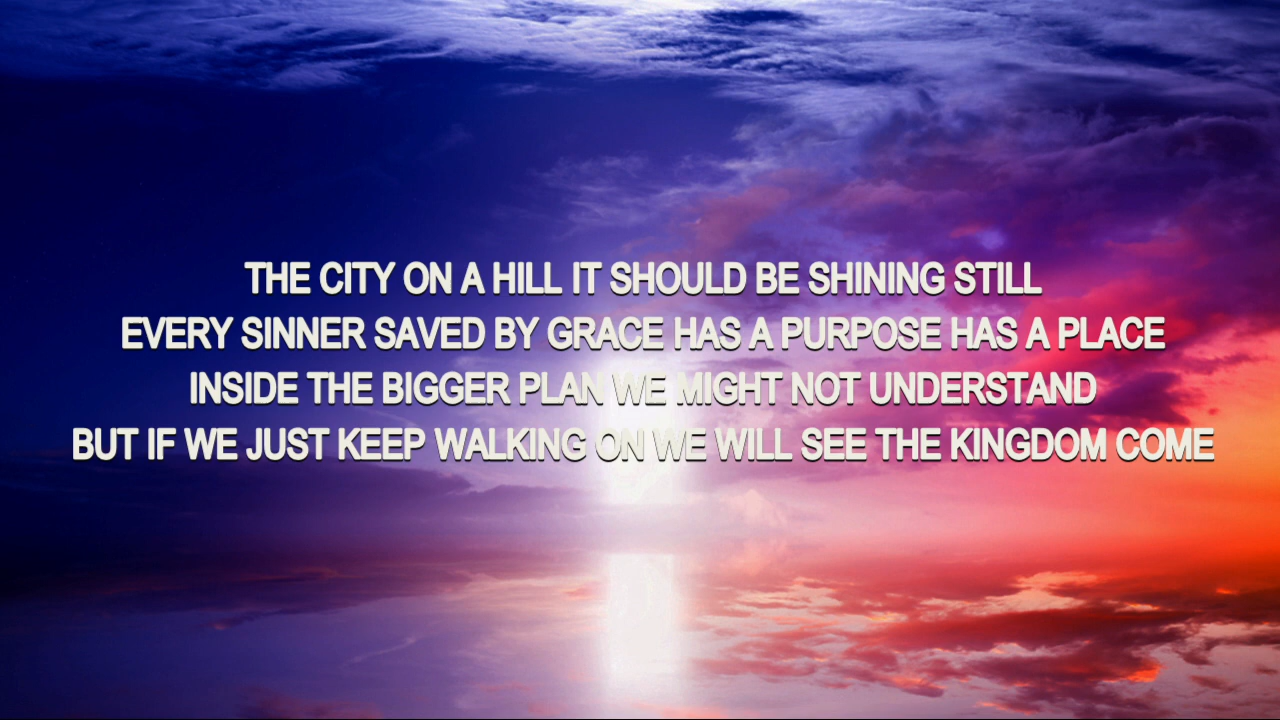 THE CITY ON A HILL IT SHOULD BE SHINING STILL
EVERY SINNER SAVED BY GRACE HAS A PURPOSE HAS A PLACE
INSIDE THE BIGGER PLAN WE MIGHT NOT UNDERSTAND
BUT IF WE JUST KEEP WALKING ON WE WILL SEE THE KINGDOM COME